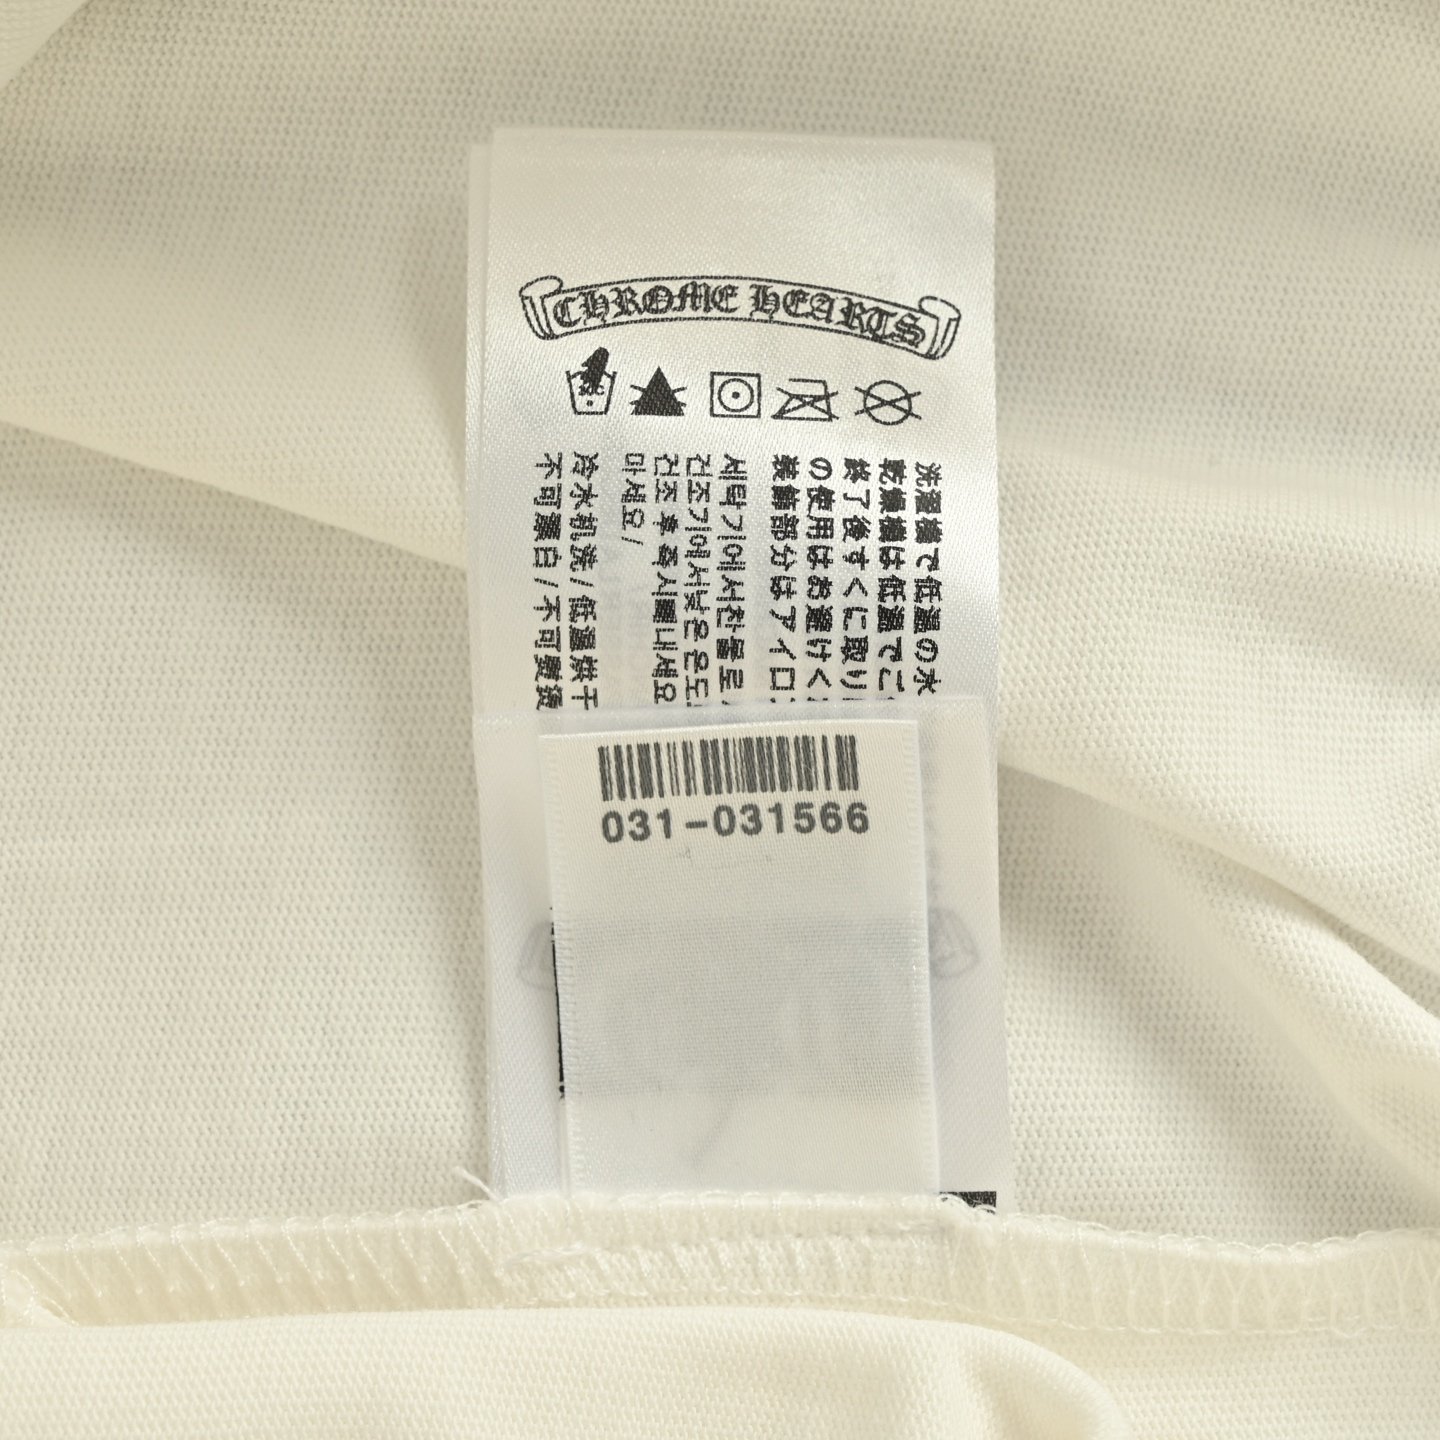 CHROME HEARTS
洗濯機で低温の水
乾燥機は低温でご
終了後すぐに取り
の使用はお避けく
装飾部分はアイロ
세탁기에서찬물로 /
건조기에서낮은온도
건조 후 즉시를내세요
마세요 /
冷水机洗 / 低温烘干
不可漂白 / 不可
031-031566